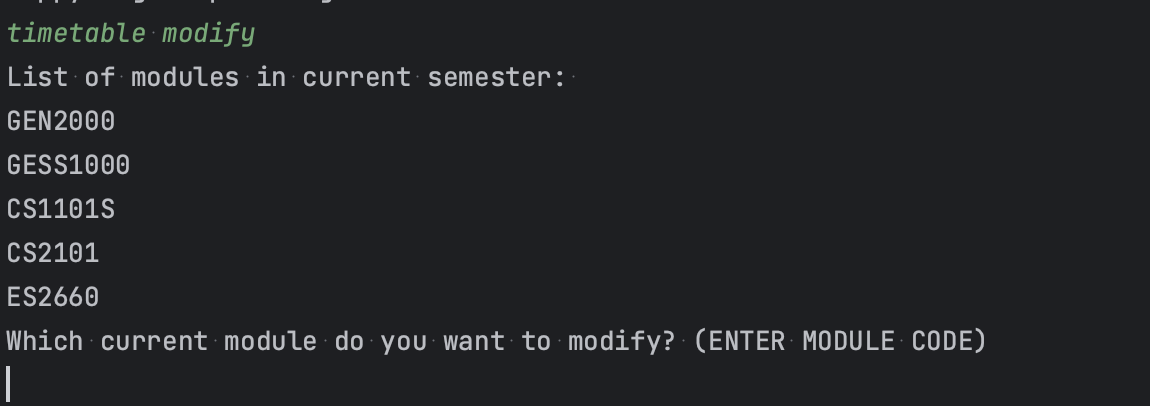 timetable modify
List of modules in current semester:
GEN2000
GESS1000
CS1101S
CS2101
ES2660
Which current module do you want to modify? (ENTER MODULE CODE)